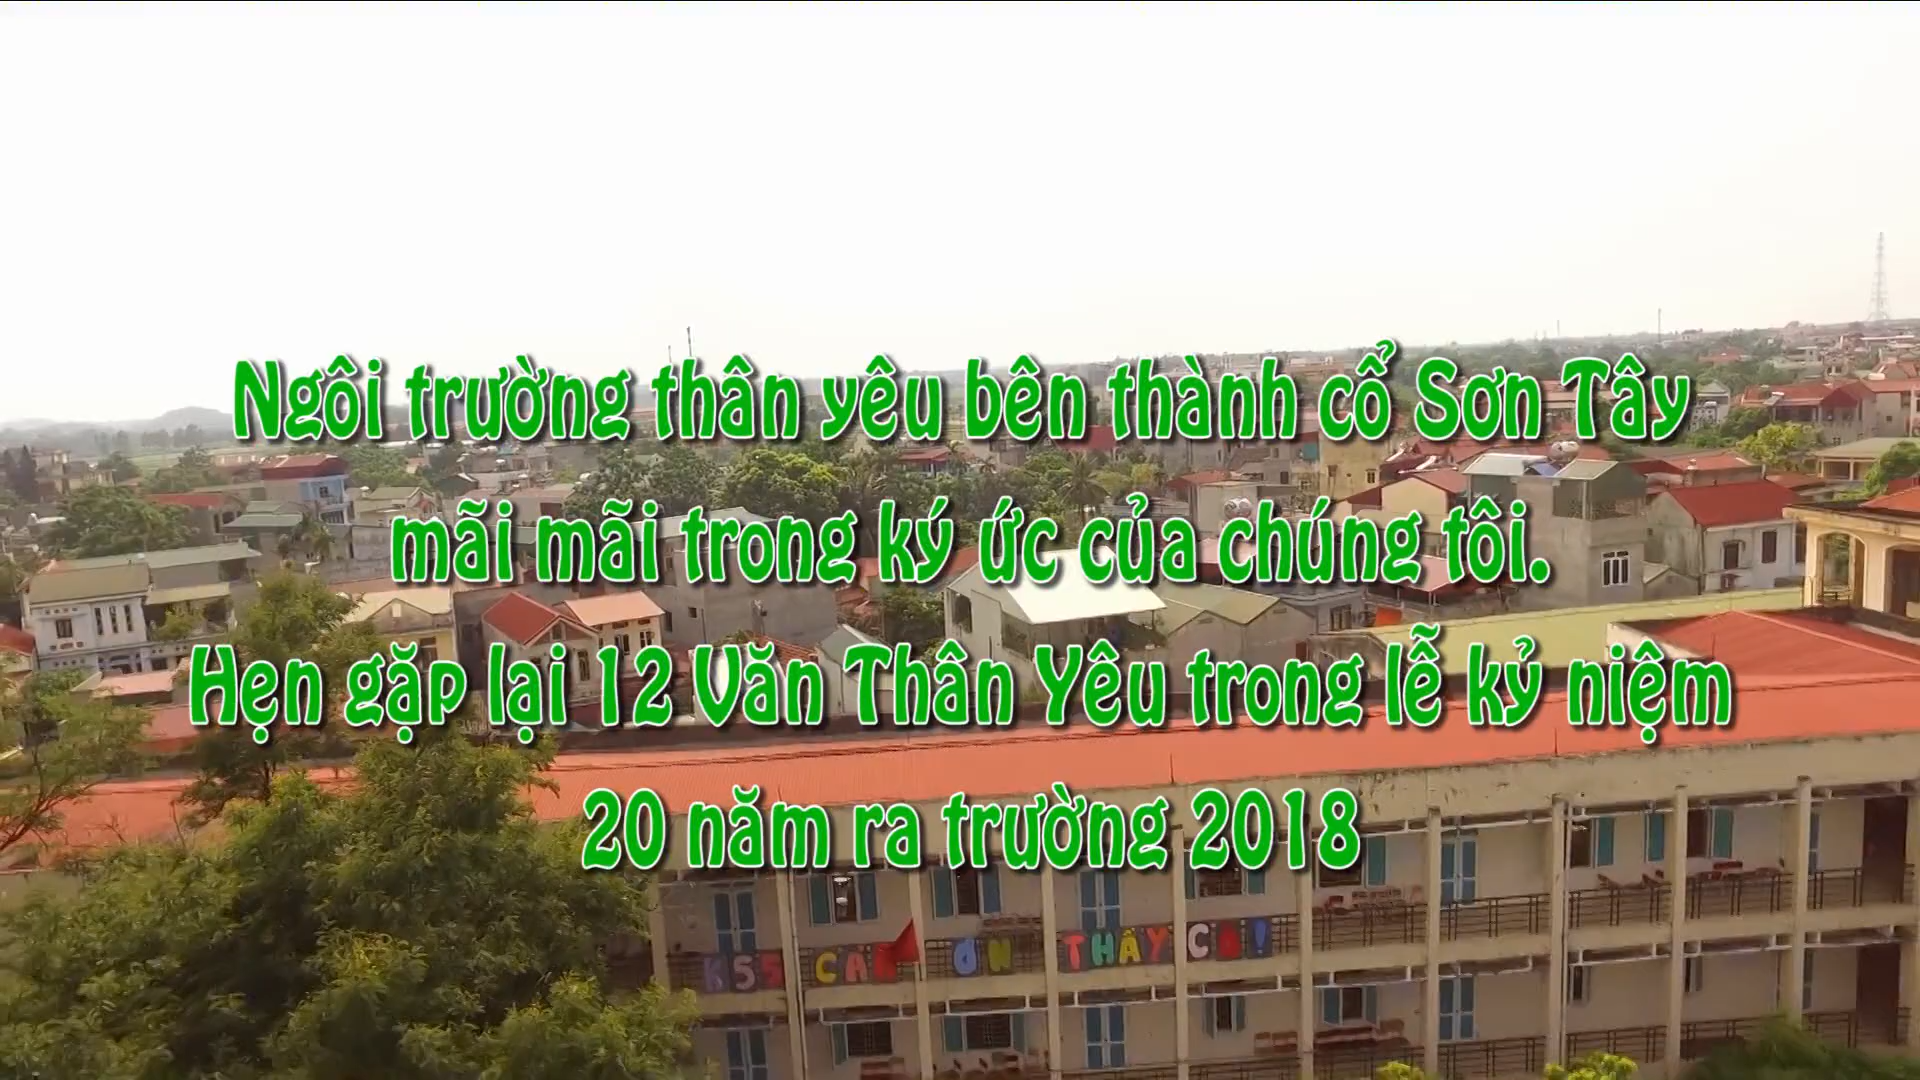 Ngôi trường thân yêu bên thành cổ Sơn Tây
mãi mãi trong ký ức của chúng tôi.
Hẹn gặp lại 12 Văn Thân Yêu trong lễ kỷ niệm
20 năm ra trường 2018
K55 ƠN THẦY CÔ!